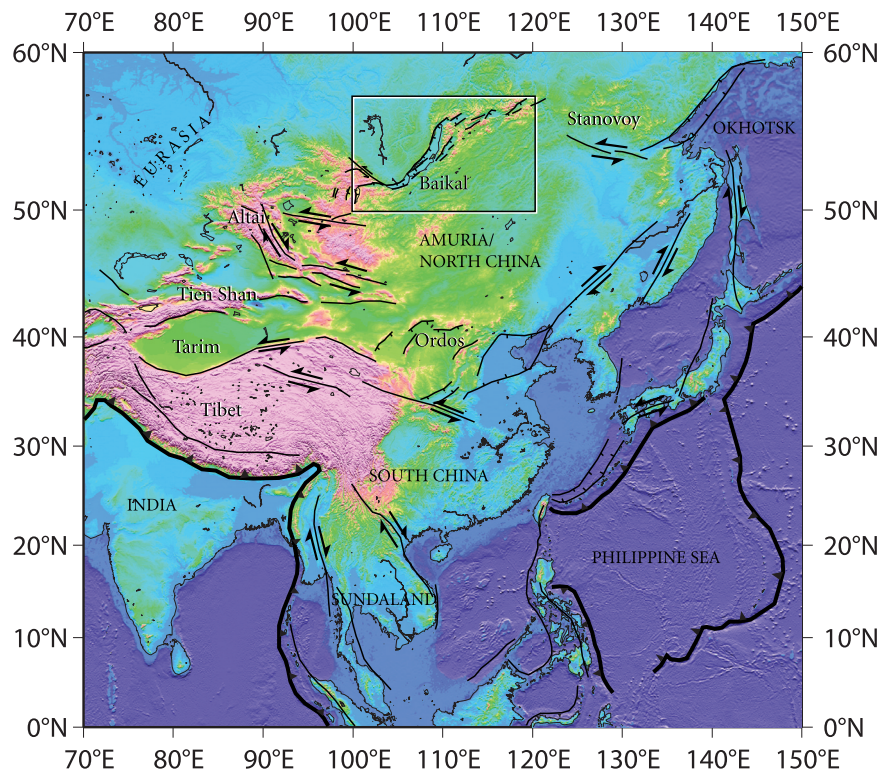 70°E 80°E 90°E 100°E 110°E 120°E 130°E 140°E 150°E
60°N 60°N
Stanovoy
OKHOTSK
EURASIA
Baikal
50°N 50°N
Altai
AMURIA/
NORTH CHINA
Tien Shan
40°N 40°N
Tarim
Ordos
Tibet
30°N 30°N
SOUTH CHINA
INDIA
20°N 20°N
PHILIPPINE SEA
SUNDALAND
10°N 10°N
0°N 0°N
70°E 80°E 90°E 100°E 110°E 120°E 130°E 140°E 150°E